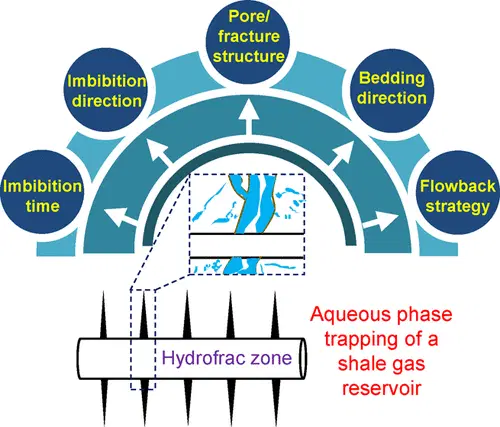 Pore/
fracture
structure
Imbibition
direction
Bedding
direction
Imbibition
time
Flowback
strategy
Hydrofrac zone
Aqueous phase
trapping of a
shale gas
reservoir